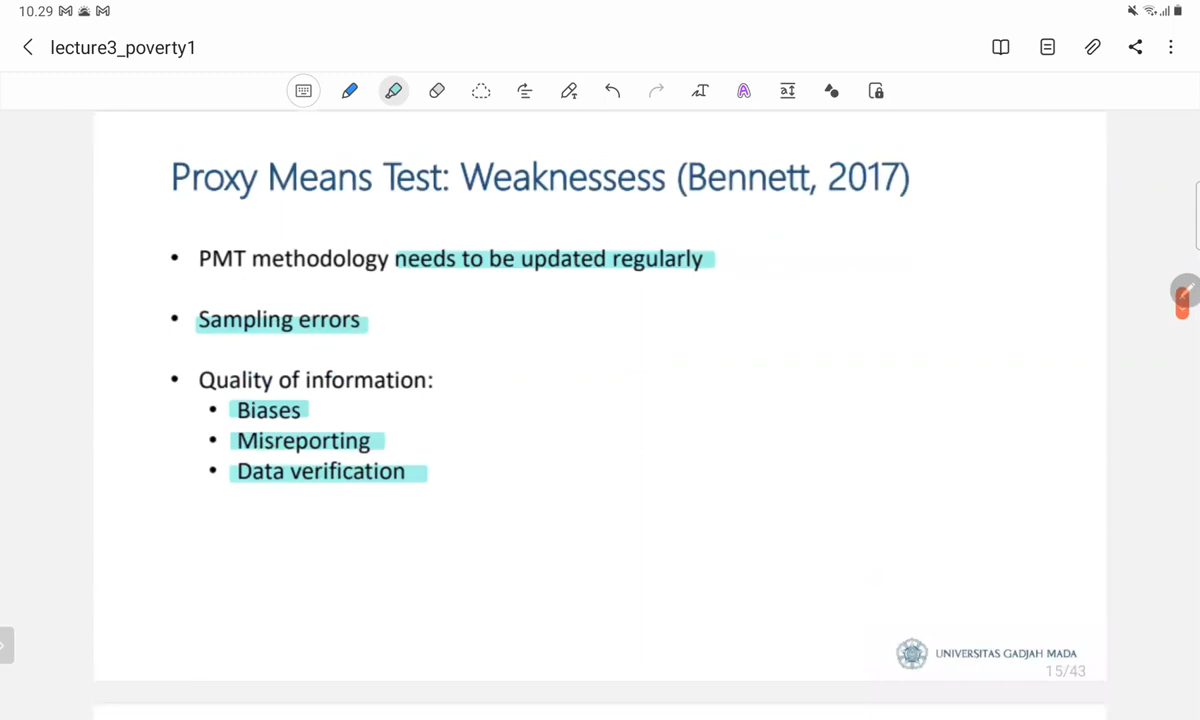 10.29
lecture3_poverty1
Proxy Means Test: Weaknessess (Bennett, 2017)
• PMT methodology needs to be updated regularly
• Sampling errors
• Quality of information:
• Biases
• Misreporting
• Data verification
UNIVERSITAS GADJAH MADA
15/43